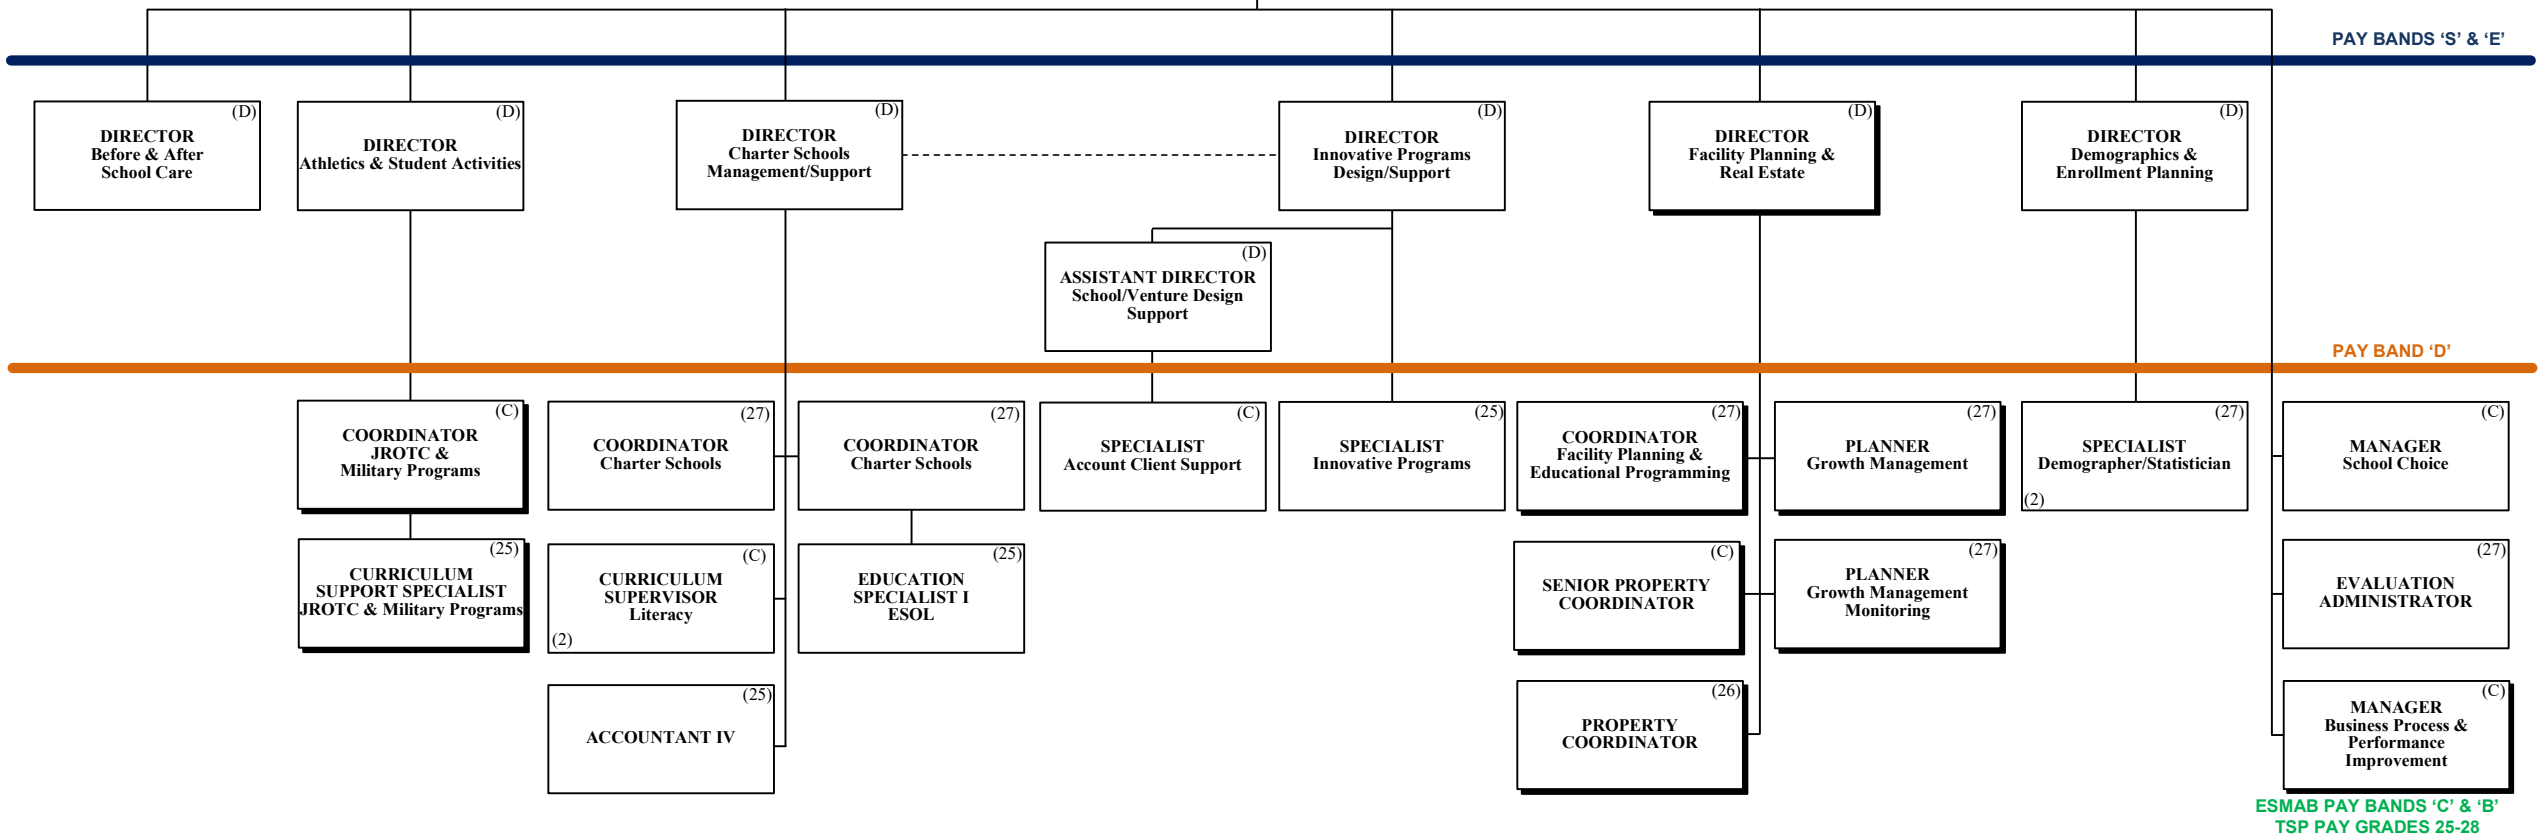 PAY BANDS ‘S’ & ‘E’
(D)
DIRECTOR
Before & After
School Care
(D)
DIRECTOR
Athletics & Student Activities
(D)
DIRECTOR
Charter Schools
Management/Support
(D)
DIRECTOR
Innovative Programs
Design/Support
(D)
DIRECTOR
Facility Planning &
Real Estate
(D)
DIRECTOR
Demographics &
Enrollment Planning
(D)
ASSISTANT DIRECTOR
School/Venture Design
Support
PAY BAND ‘D’
(C)
COORDINATOR
JROTC &
Military Programs
(27)
COORDINATOR
Charter Schools
(27)
COORDINATOR
Charter Schools
(C)
SPECIALIST
Account Client Support
(25)
SPECIALIST
Innovative Programs
(27)
COORDINATOR
Facility Planning &
Educational Programming
(27)
PLANNER
Growth Management
(27)
SPECIALIST
Demographer/Statistician
(2)
(C)
MANAGER
School Choice
(25)
CURRICULUM
SUPPORT SPECIALIST
JROTC & Military Programs
(C)
CURRICULUM
SUPERVISOR
Literacy
(2)
(25)
EDUCATION
SPECIALIST I
ESOL
(C)
SENIOR PROPERTY
COORDINATOR
(27)
PLANNER
Growth Management
Monitoring
(27)
EVALUATION
ADMINISTRATOR
(25)
ACCOUNTANT IV
(26)
PROPERTY
COORDINATOR
(C)
MANAGER
Business Process &
Performance
Improvement
ESMAB PAY BANDS ‘C’ & ‘B’
TSP PAY GRADES 25-28